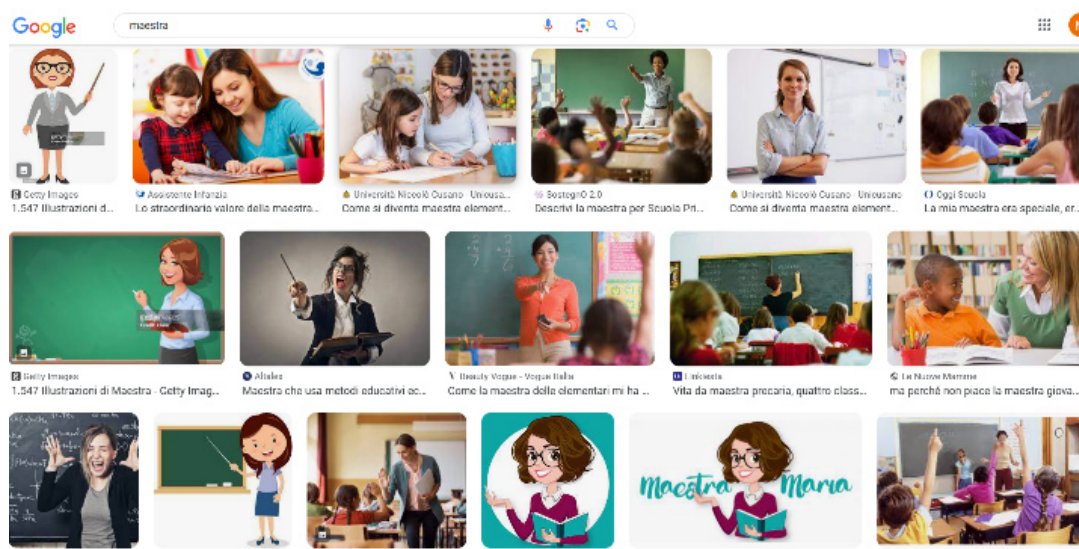 Google
maestra
Getty Images
1.547 Illustrazioni d...
Assistente Infanzia
Lo straordinario valore della maestra...
Università Niccolò Cusano - Unicusa...
Come si diventa maestra element...
SostegnO 2.0
Descrivi la maestra per Scuola Pri...
Università Niccolò Cusano - Unicusano
Come si diventa maestra element...
Oggi Scuola
La mia maestra era speciale, er...
Getty Images
1.547 Illustrazioni di Maestra - Getty Imag...
Altalex
Maestra che usa metodi educativi ec...
Beauty Vogue - Vogue Italia
Come la maestra delle elementari mi ha ...
Linkiesta
Vita da maestra precaria, quattro class...
Le Nuove Mamme
ma perché non piace la maestra giova...
Maestra Maria